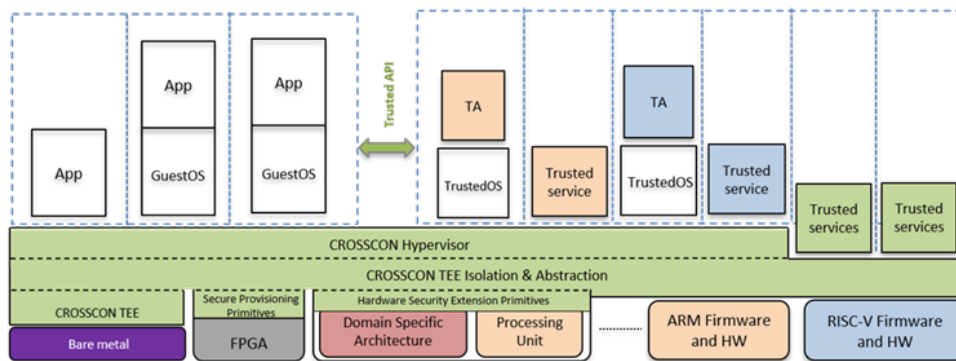 App
App
App
Trusted API
TA
TA
App
GuestOS
GuestOS
TrustedOS
Trusted
service
TrustedOS
Trusted
service
Trusted
services
Trusted
services
CROSSCON Hypervisor
CROSSCON TEE Isolation & Abstraction
CROSSCON TEE
Secure Provisioning
Primitives
Hardware Security Extension Primitives
Bare metal
FPGA
Domain Specific
Architecture
Processing
Unit
ARM Firmware
and HW
RISC-V Firmware
and HW